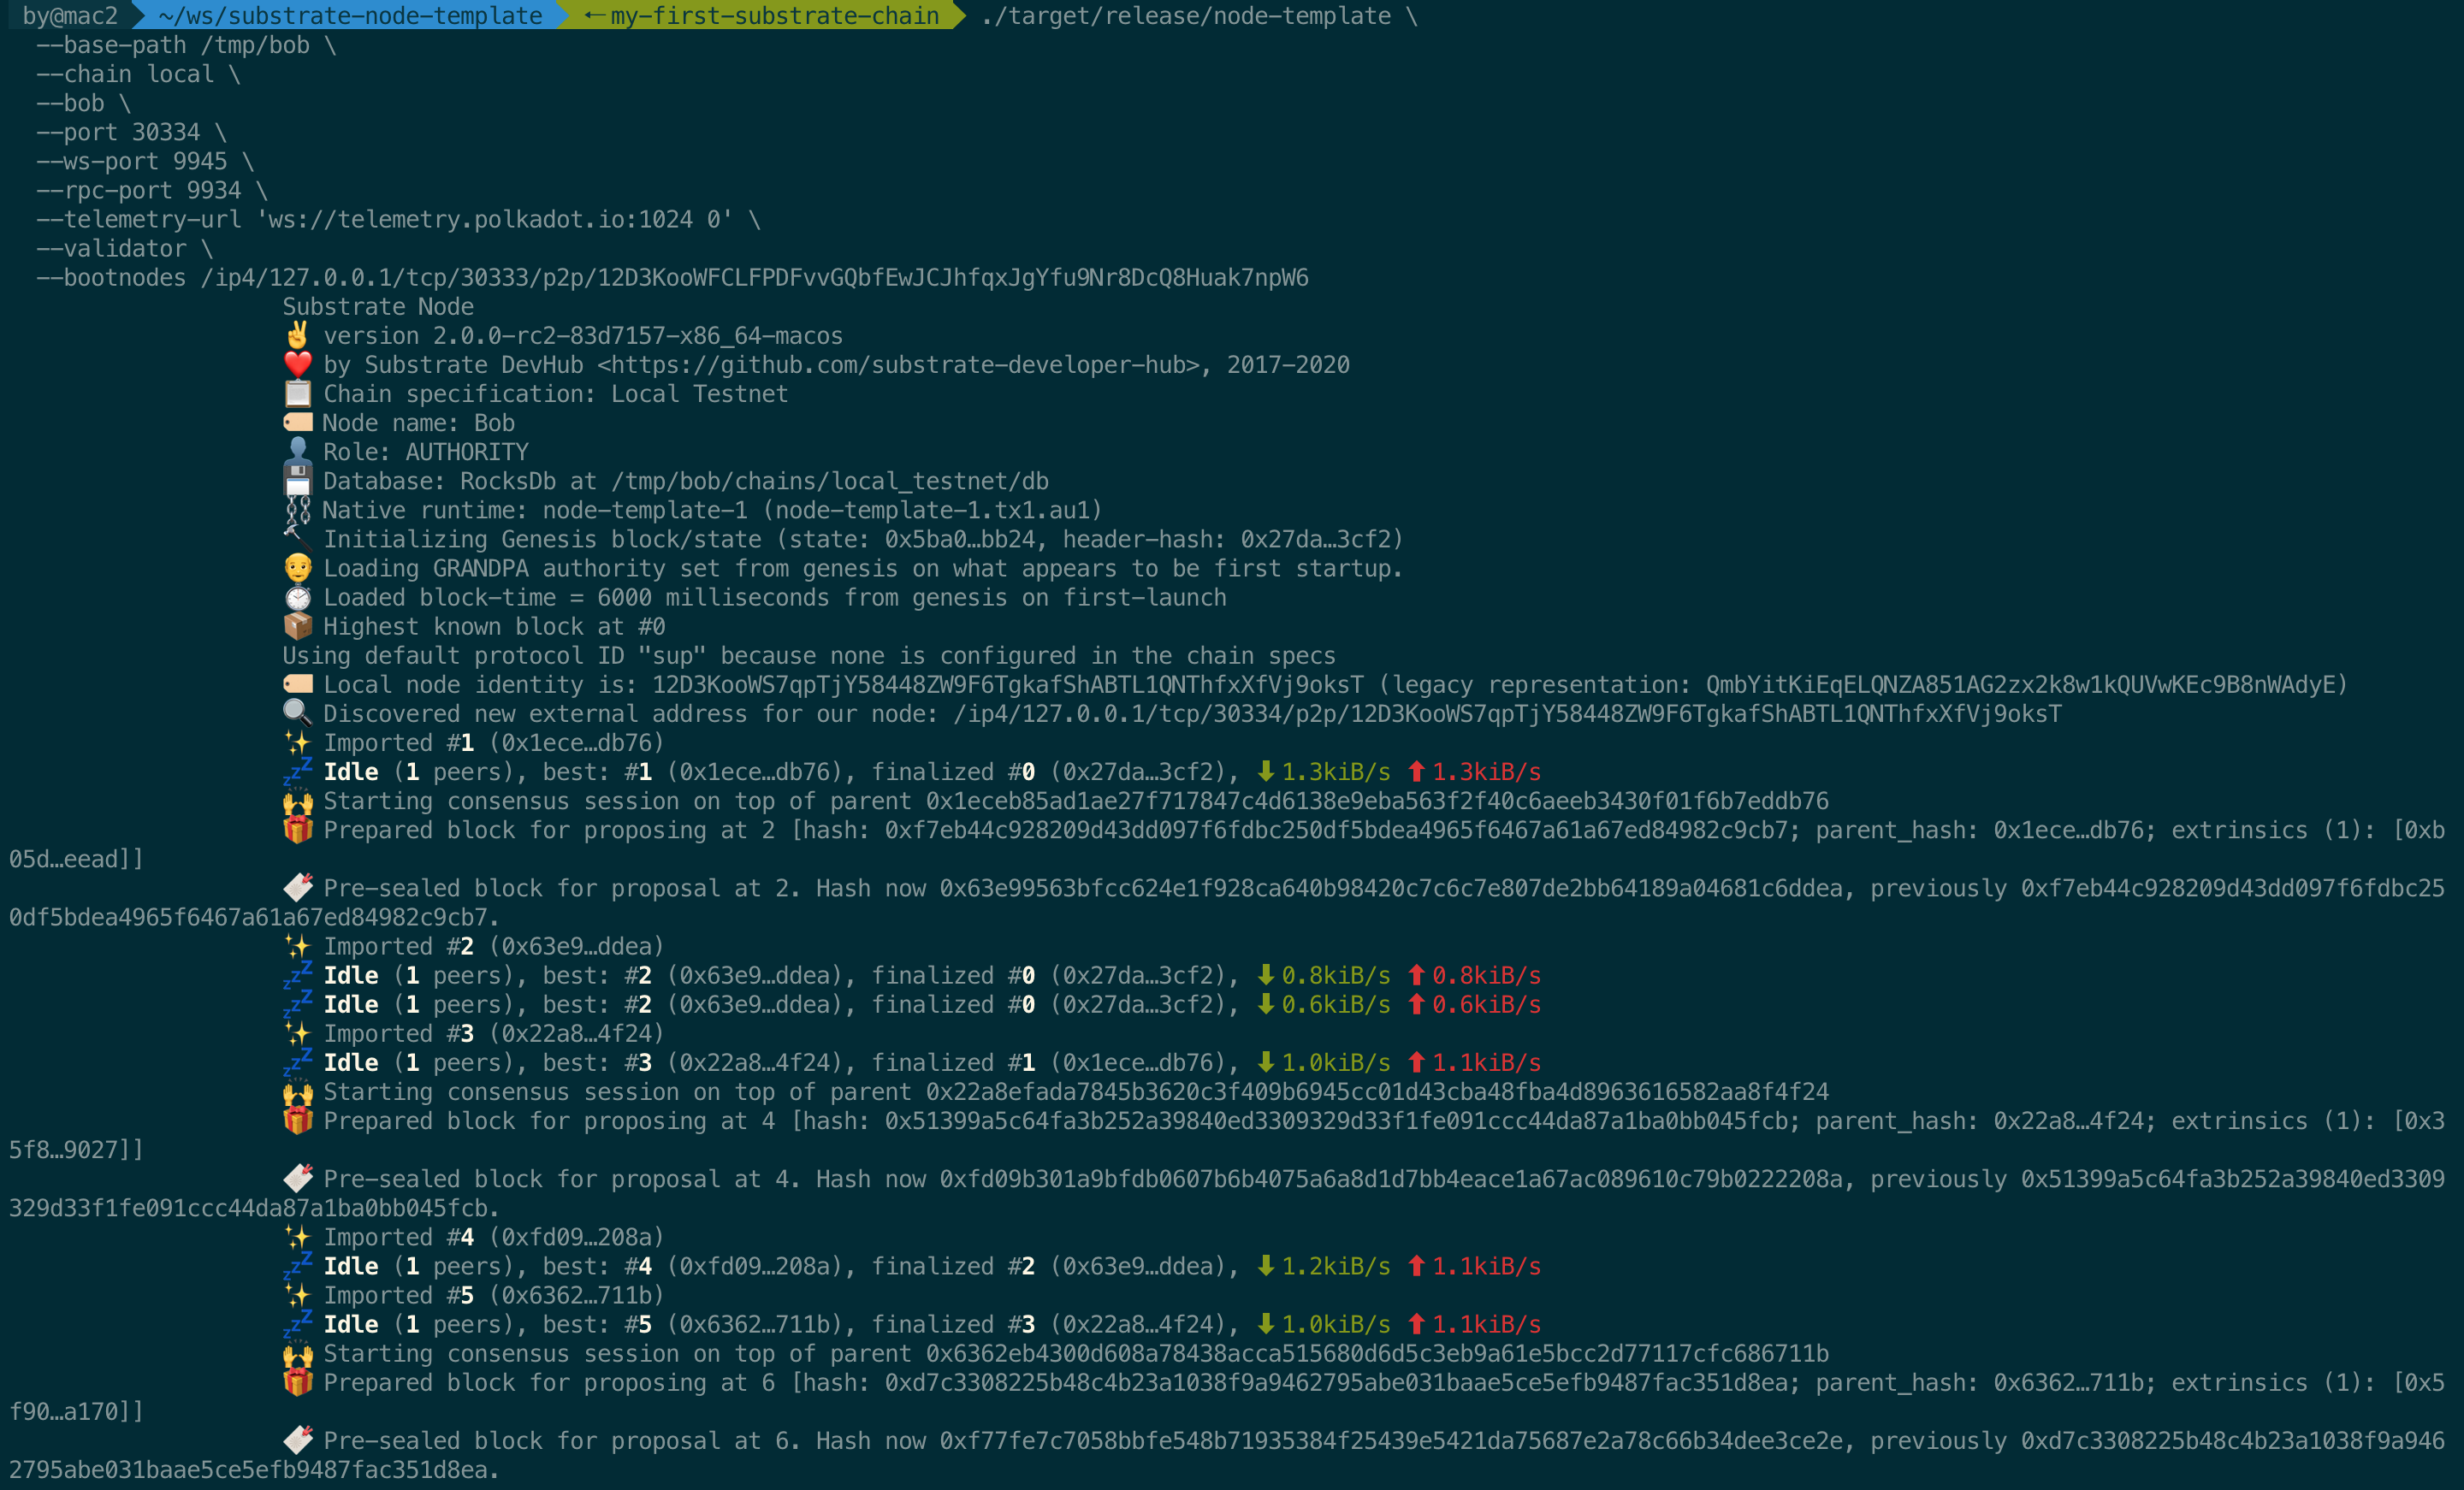 by@mac2 ~/ws/substrate-node-template ←my-first-substrate-chain ./target/release/node-template \
--base-path /tmp/bob \
--chain local \
--bob \
--port 30334 \
--ws-port 9945 \
--rpc-port 9934 \
--telemetry-url 'ws://telemetry.polkadot.io:1024 0' \
--validator \
--bootnodes /ip4/127.0.0.1/tcp/30333/p2p/12D3KooWFCLFPDFvvGQbfEwJCJhfqxJgYfu9Nr8DcQ8Huak7npW6
Substrate Node
✌️ version 2.0.0-rc2-83d7157-x86_64-macos
❤️ by Substrate DevHub <https://github.com/substrate-developer-hub>, 2017-2020
📋 Chain specification: Local Testnet
🏷 Node name: Bob
👤 Role: AUTHORITY
💾 Database: RocksDb at /tmp/bob/chains/local_testnet/db
⛓ Native runtime: node-template-1 (node-template-1.tx1.au1)
🔨 Initializing Genesis block/state (state: 0x5ba0…bb24, header-hash: 0x27da…3cf2)
👴 Loading GRANDPA authority set from genesis on what appears to be first startup.
⏱ Loaded block-time = 6000 milliseconds from genesis on first-launch
📦 Highest known block at #0
Using default protocol ID "sup" because none is configured in the chain specs
🏷 Local node identity is: 12D3KooWS7qpTjY58448ZW9F6TgkafShABTL1QNThfxXfVj9oksT (legacy representation: QmbYitKiEqELQNZA851AG2zx2k8w1kQUVwKEc9B8nWAdyE)
🔍 Discovered new external address for our node: /ip4/127.0.0.1/tcp/30334/p2p/12D3KooWS7qpTjY58448ZW9F6TgkafShABTL1QNThfxXfVj9oksT
✨ Imported #1 (0x1ece…db76)
💤 Idle (1 peers), best: #1 (0x1ece…db76), finalized #0 (0x27da…3cf2), ⬇ 1.3kiB/s ⬆ 1.3kiB/s
🙌 Starting consensus session on top of parent 0x1eceb85ad1ae27f717847c4d6138e9eba563f2f40c6aeeb3430f01f6b7eddb76
🎁 Prepared block for proposing at 2 [hash: 0xf7eb44c928209d43dd097f6fdbc250df5bdea4965f6467a61a67ed84982c9cb7; parent_hash: 0x1ece…db76; extrinsics (1): [0xb
05d…eead]]
🔖 Pre-sealed block for proposal at 2. Hash now 0x63e99563bfcc624e1f928ca640b98420c7c6c7e807de2bb64189a04681c6ddea, previously 0xf7eb44c928209d43dd097f6fdbc25
0df5bdea4965f6467a61a67ed84982c9cb7.
✨ Imported #2 (0x63e9…ddea)
💤 Idle (1 peers), best: #2 (0x63e9…ddea), finalized #0 (0x27da…3cf2), ⬇ 0.8kiB/s ⬆ 0.8kiB/s
💤 Idle (1 peers), best: #2 (0x63e9…ddea), finalized #0 (0x27da…3cf2), ⬇ 0.6kiB/s ⬆ 0.6kiB/s
✨ Imported #3 (0x22a8…4f24)
💤 Idle (1 peers), best: #3 (0x22a8…4f24), finalized #1 (0x1ece…db76), ⬇ 1.0kiB/s ⬆ 1.1kiB/s
🙌 Starting consensus session on top of parent 0x22a8efada7845b3620c3f409b6945cc01d43cba48fba4d8963616582aa8f4f24
🎁 Prepared block for proposing at 4 [hash: 0x51399a5c64fa3b252a39840ed3309329d33f1fe091ccc44da87a1ba0bb045fcb; parent_hash: 0x22a8…4f24; extrinsics (1): [0x3
5f8…9027]]
🔖 Pre-sealed block for proposal at 4. Hash now 0xfd09b301a9bfdb0607b6b4075a6a8d1d7bb4eace1a67ac089610c79b0222208a, previously 0x51399a5c64fa3b252a39840ed3309
329d33f1fe091ccc44da87a1ba0bb045fcb.
✨ Imported #4 (0xfd09…208a)
💤 Idle (1 peers), best: #4 (0xfd09…208a), finalized #2 (0x63e9…ddea), ⬇ 1.2kiB/s ⬆ 1.1kiB/s
✨ Imported #5 (0x6362…711b)
💤 Idle (1 peers), best: #5 (0x6362…711b), finalized #3 (0x22a8…4f24), ⬇ 1.0kiB/s ⬆ 1.1kiB/s
🙌 Starting consensus session on top of parent 0x6362eb4300d608a78438acca515680d6d5c3eb9a61e5bcc2d77117cfc686711b
🎁 Prepared block for proposing at 6 [hash: 0xd7c3308225b48c4b23a1038f9a9462795abe031baae5ce5efb9487fac351d8ea; parent_hash: 0x6362…711b; extrinsics (1): [0x5
f90…a170]]
🔖 Pre-sealed block for proposal at 6. Hash now 0xf77fe7c7058bbfe548b71935384f25439e5421da75687e2a78c66b34dee3ce2e, previously 0xd7c3308225b48c4b23a1038f9a946
2795abe031baae5ce5efb9487fac351d8ea.